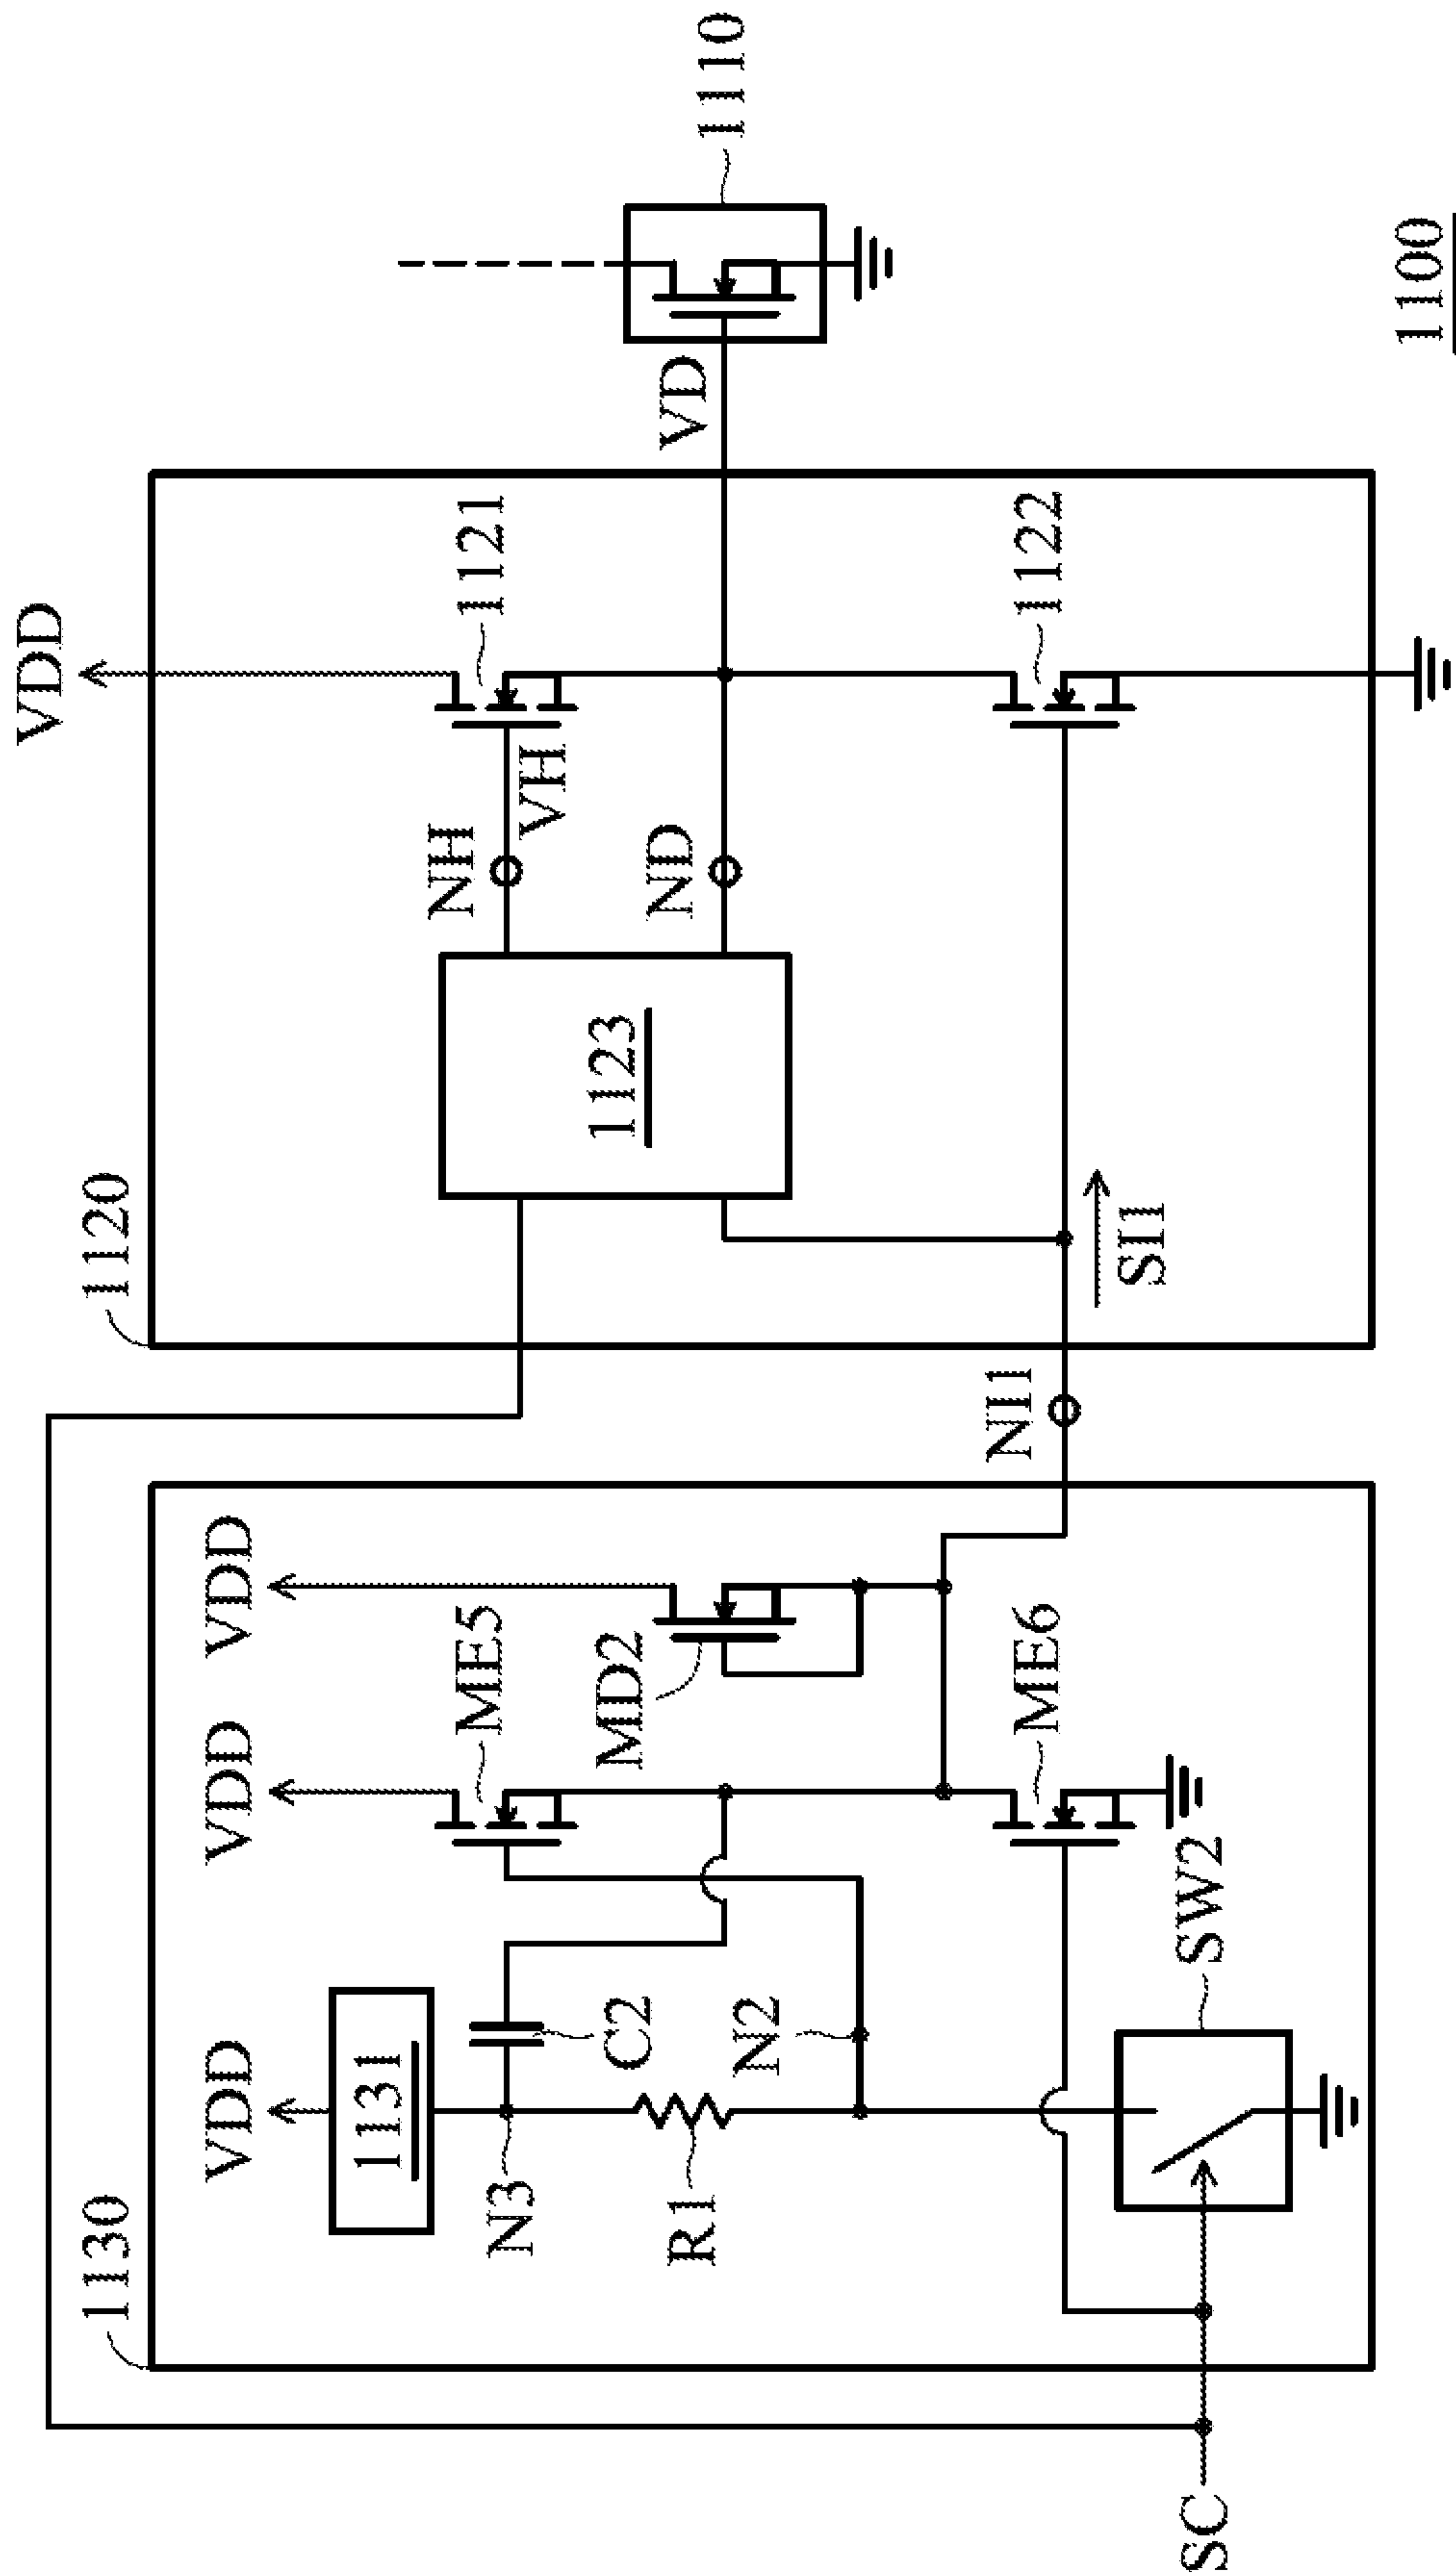 1130
1120
VDD
VDD
VDD
VDD
1131
N3
C2
R1
N2
ME5
MD2
ME6
SW2
SC
NI1
SI1
1123
NH
VH
ND
1121
1122
VD
1110
1100